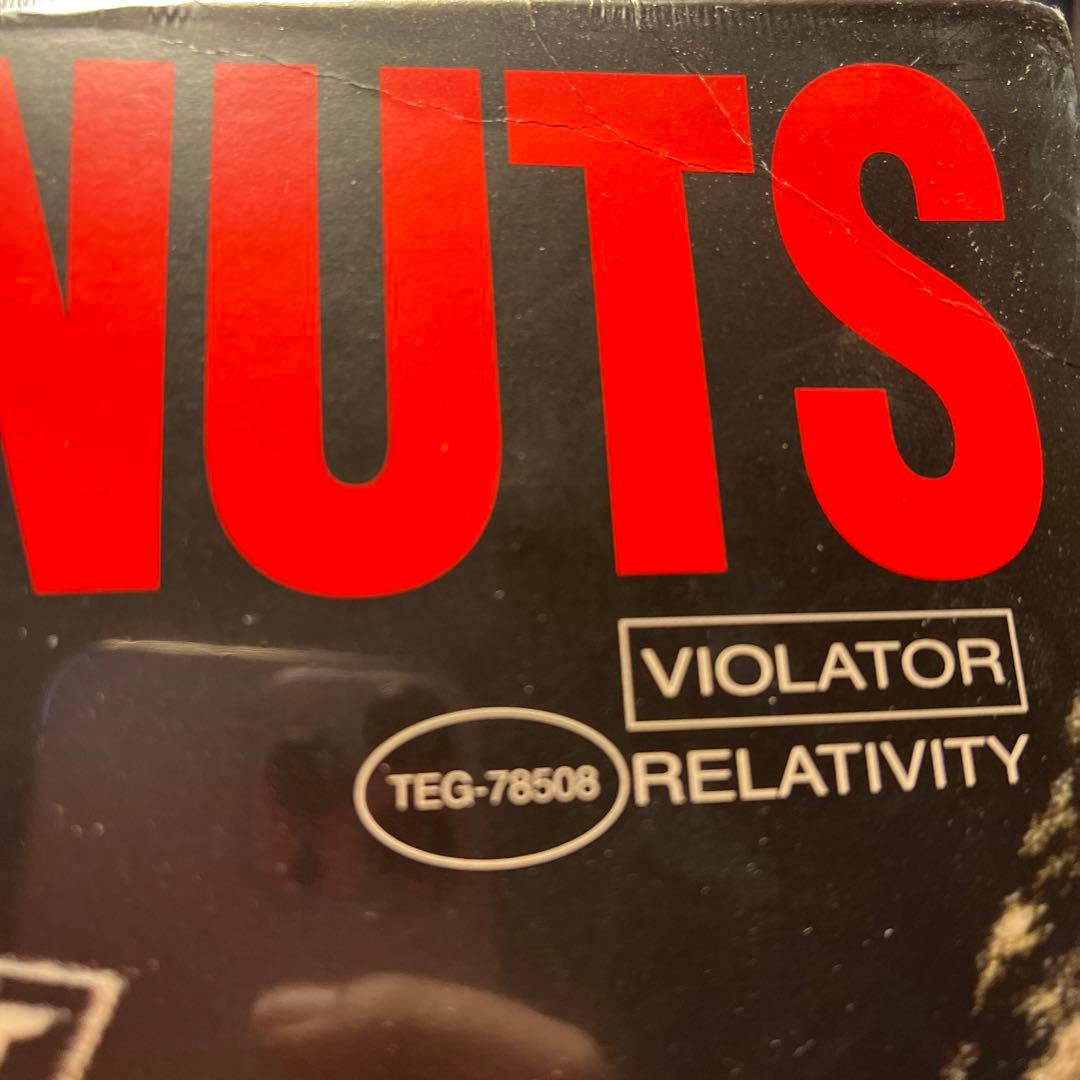 NUTS
VIOLATOR
TEG-78508 RELATIVITY